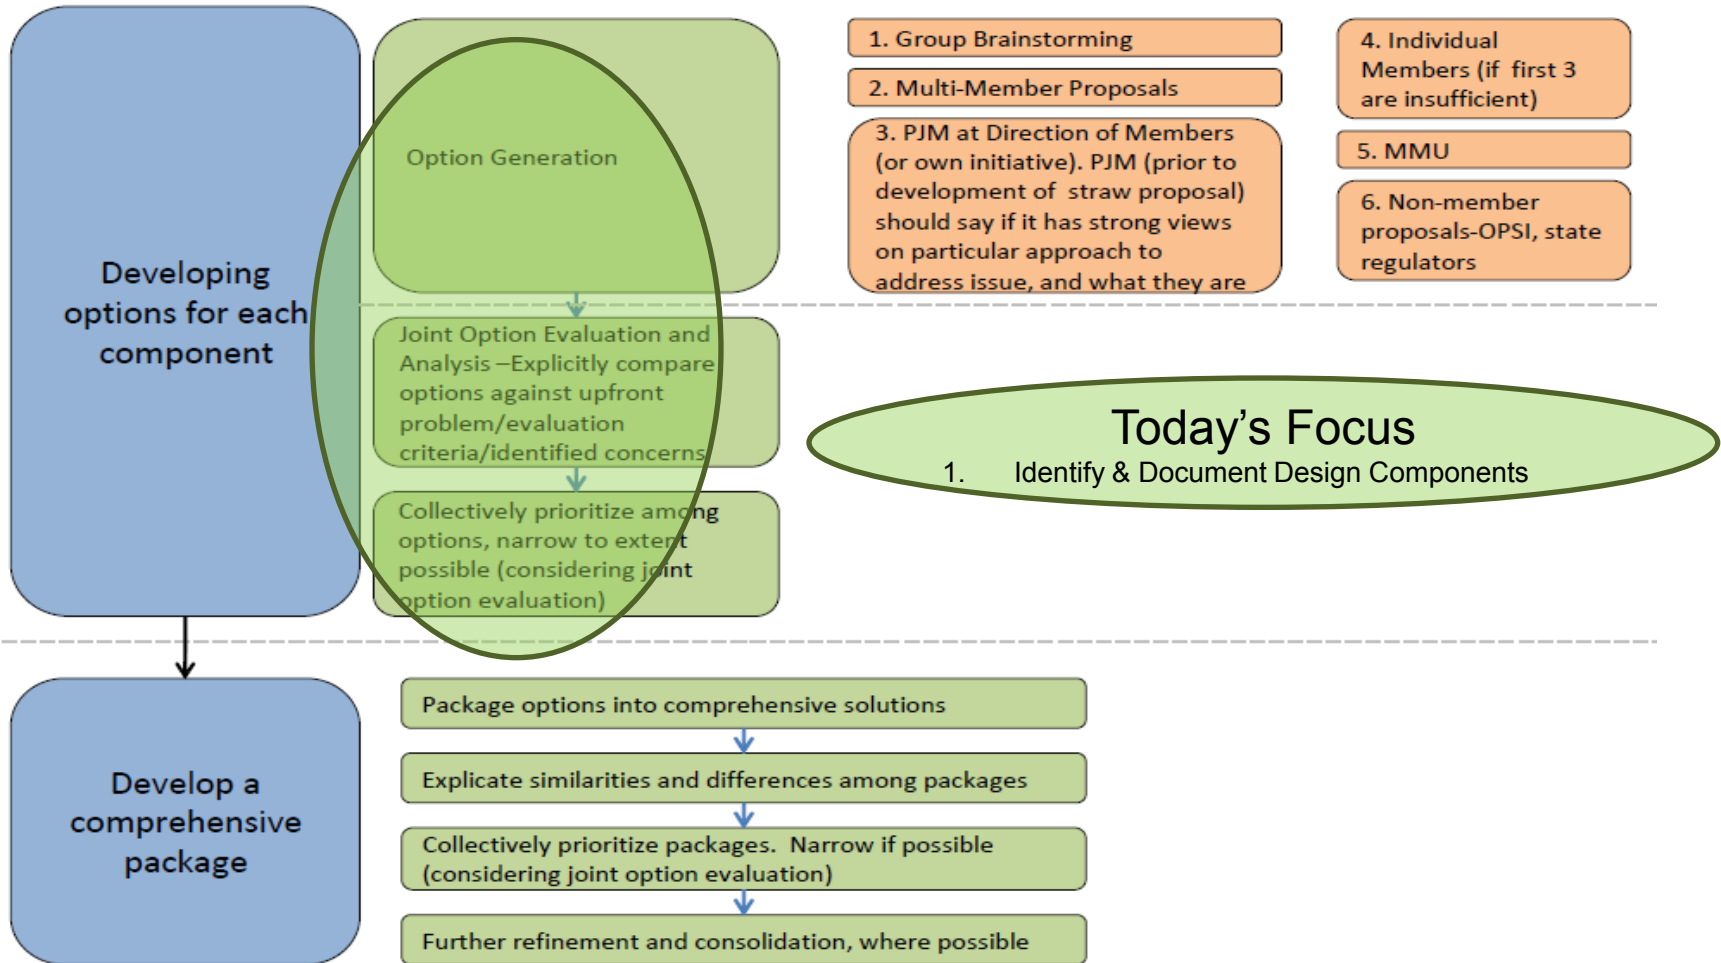 Developing
options for each
component
Option Generation
Joint Option Evaluation and
Analysis –Explicitly compare
options against upfront
problem/evaluation
criteria/identified concerns
Collectively prioritize among
options, narrow to extent
possible (considering joint
option evaluation)
1. Group Brainstorming
2. Multi-Member Proposals
3. PJM at Direction of Members
(or own initiative). PJM (prior to
development of straw proposal)
should say if it has strong views
on particular approach to
address issue, and what they are
4. Individual
Members (if first 3
are insufficient)
5. MMU
6. Non-member
proposals-OPSI, state
regulators
Today’s Focus
1. Identify & Document Design Components
Develop a
comprehensive
package
Package options into comprehensive solutions
Explicate similarities and differences among packages
Collectively prioritize packages. Narrow if possible
(considering joint option evaluation)
Further refinement and consolidation, where possible